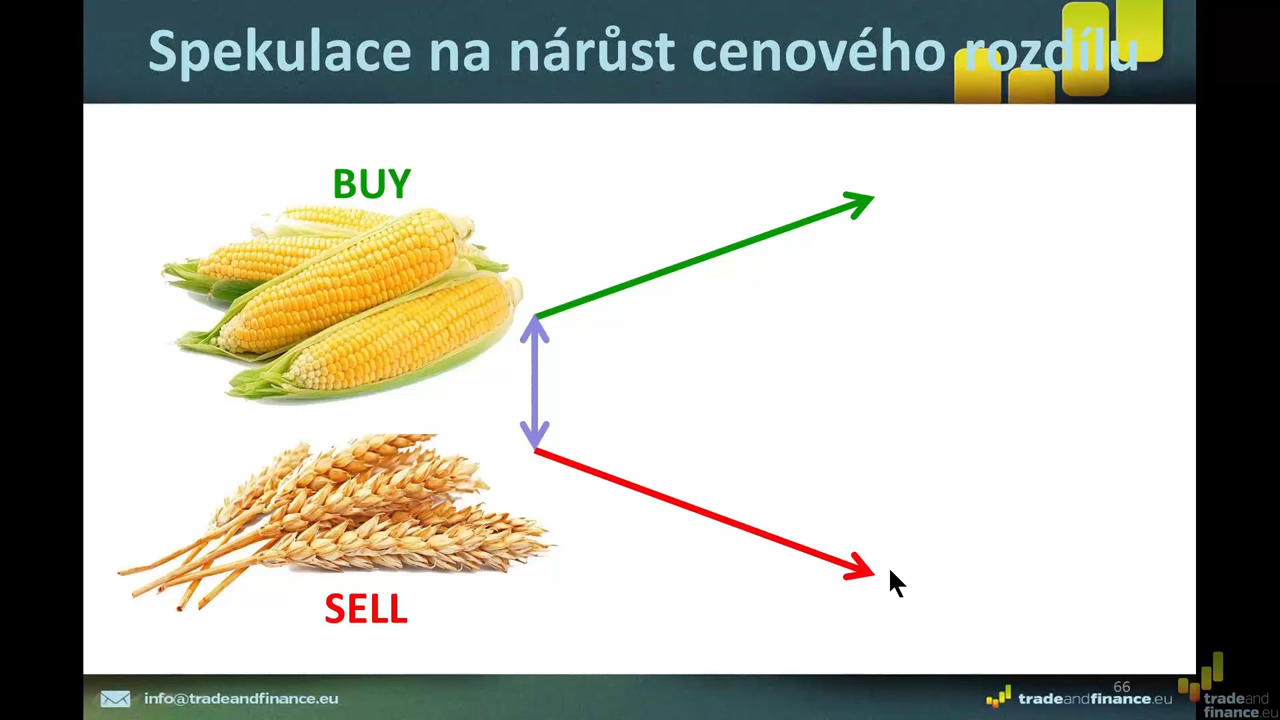 Spekulace na nárůst cenového rozdílu
BUY
SELL
info@tradeandfinance.eu
66
tradeandfinance.eu
tradeand
finance.eu